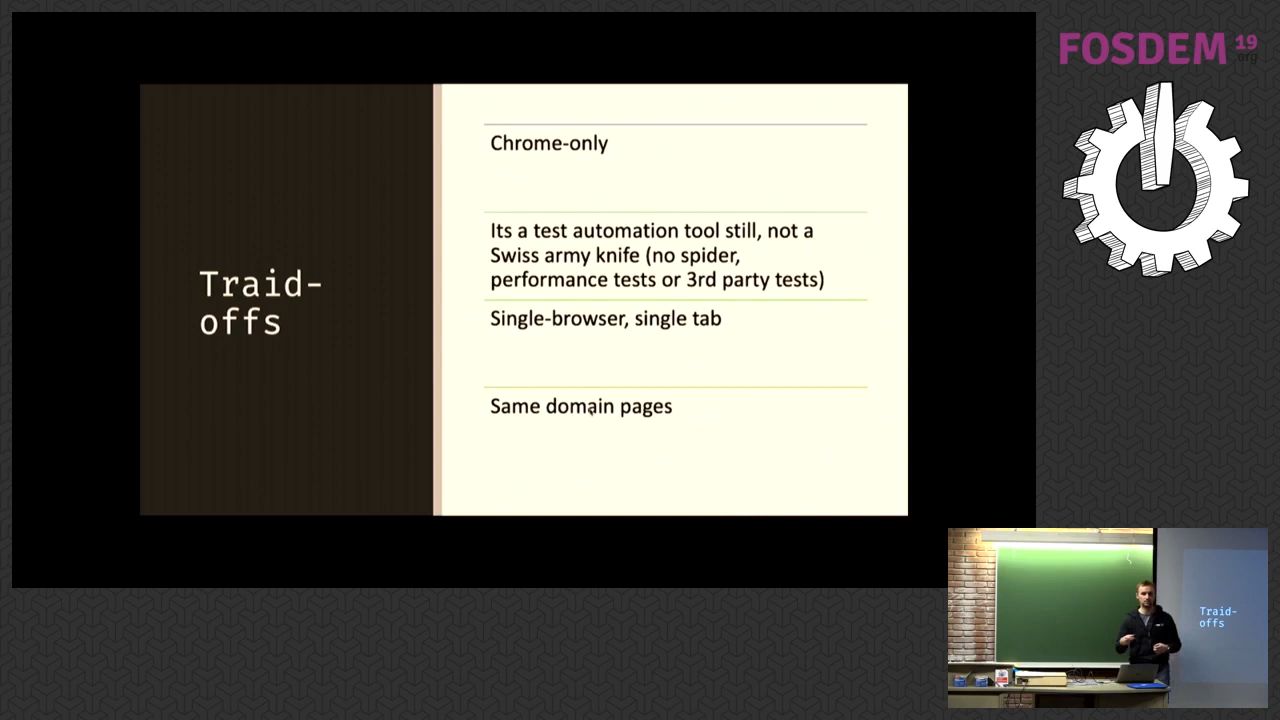 FOSDEM 19
.org
Traid-
offs
Chrome-only
Its a test automation tool still, not a
Swiss army knife (no spider,
performance tests or 3rd party tests)
Single-browser, single tab
Same domain pages
Traid-
offs